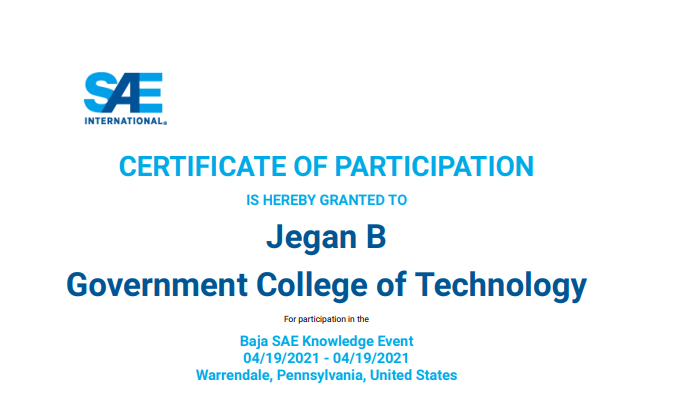 SAE
INTERNATIONAL®
CERTIFICATE OF PARTICIPATION
IS HEREBY GRANTED TO
Jegan B
Government College of Technology
For participation in the
Baja SAE Knowledge Event
04/19/2021 - 04/19/2021
Warrendale, Pennsylvania, United States